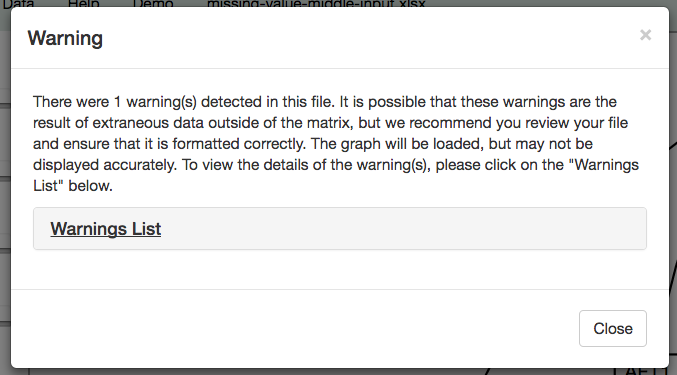 Data Help Demo missing-value-middle-input.xlsx
Warning
×
There were 1 warning(s) detected in this file. It is possible that these warnings are the
result of extraneous data outside of the matrix, but we recommend you review your file
and ensure that it is formatted correctly. The graph will be loaded, but may not be
displayed accurately. To view the details of the warning(s), please click on the "Warnings
List" below.
Warnings List
Close